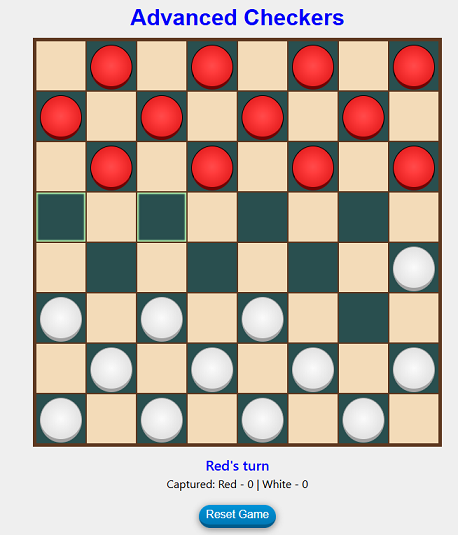 Advanced Checkers
Red's turn
Captured: Red - 0 | White - 0
Reset Game